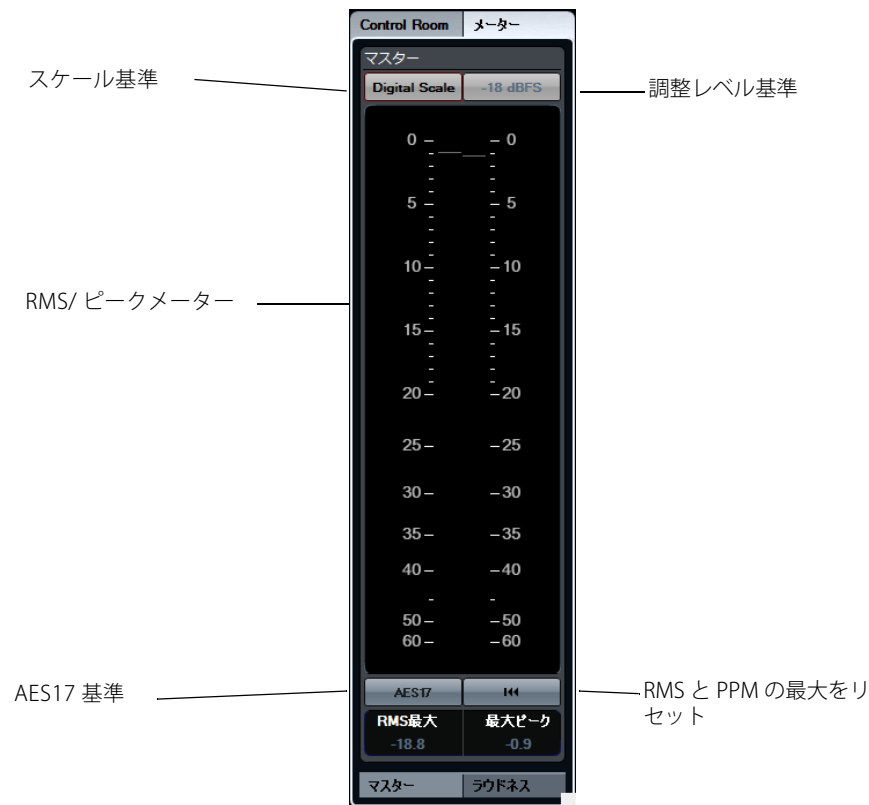 Control Room メーター
マスター
スケール基準
Digital Scale -18 dBFS
調整レベル基準
0 0
5 5
10 10
RMS/ ピークメーター
15 15
20 20
25 25
30 30
35 35
40 40
50 50
60 60
AES17 基準
AES17
RMS と PPM の最大をリ
セット
RMS最大 最大ピーク
-18.8 -0.9
マスター ラウドネス